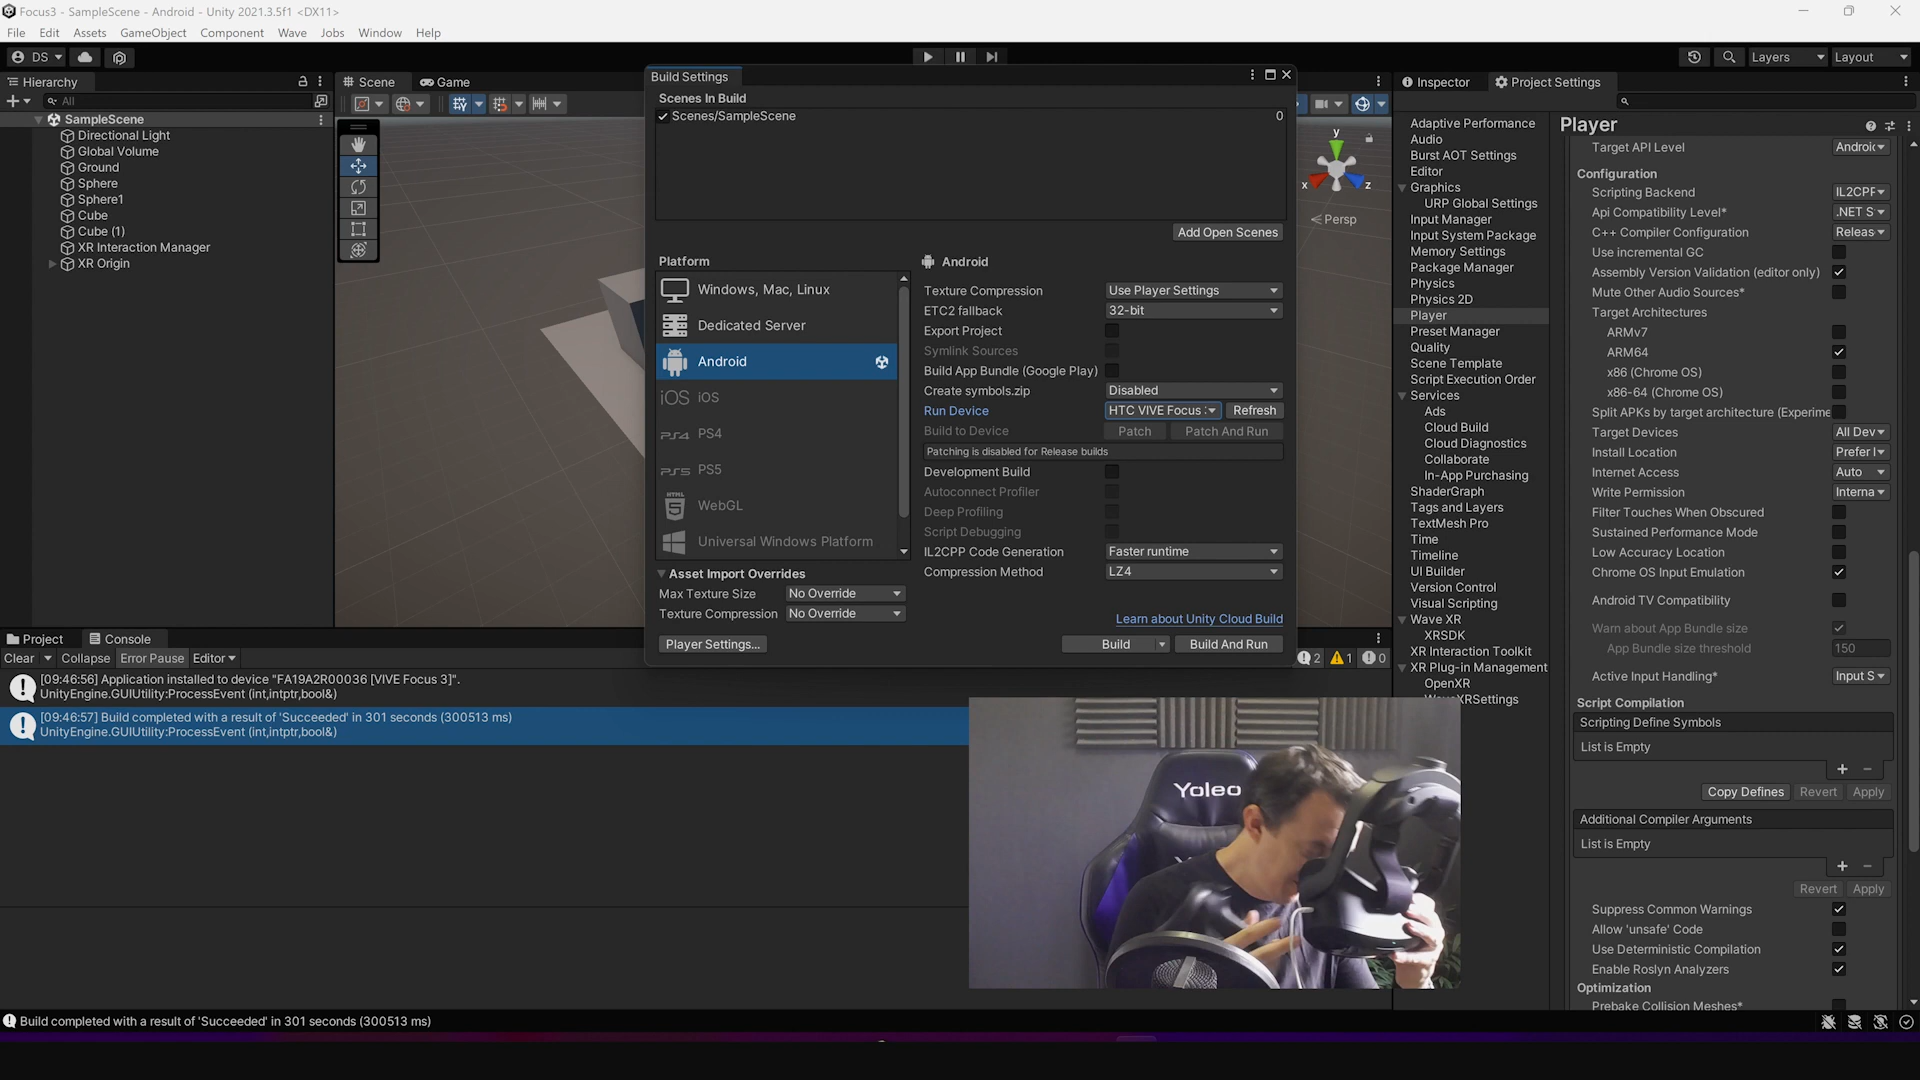 Focus3 - SampleScene - Android - Unity 2021.3.5f1 <DX11>
File Edit Assets GameObject Component Wave Jobs Window Help
DS
Layers
Layout
Hierarchy
All
SampleScene
Directional Light
Global Volume
Ground
Sphere
Sphere1
Cube
Cube (1)
XR Interaction Manager
XR Origin
Scene Game
Persp
y
x
z
Build Settings
Scenes In Build
Scenes/SampleScene 0
Add Open Scenes
Platform
Windows, Mac, Linux
Dedicated Server
Android
iOS iOS
PS4
PS5
HTML 5 WebGL
Universal Windows Platform
Asset Import Overrides
Max Texture Size No Override
Texture Compression No Override
Player Settings...
Android
Texture Compression Use Player Settings
ETC2 fallback 32-bit
Export Project
Symlink Sources
Build App Bundle (Google Play)
Create symbols.zip Disabled
Run Device HTC VIVE Focus Refresh
Build to Device Patch Patch And Run
Patching is disabled for Release builds
Development Build
Autoconnect Profiler
Deep Profiling
Script Debugging
IL2CPP Code Generation Faster runtime
Compression Method LZ4
Learn about Unity Cloud Build
Build Build And Run
Inspector Project Settings
Adaptive Performance
Audio
Burst AOT Settings
Editor
Graphics
URP Global Settings
Input Manager
Input System Package
Memory Settings
Package Manager
Physics
Physics 2D
Player
Preset Manager
Quality
Scene Template
Script Execution Order
Services
Ads
Cloud Build
Cloud Diagnostics
Collaborate
In-App Purchasing
ShaderGraph
Tags and Layers
TextMesh Pro
Time
Timeline
UI Builder
Version Control
Visual Scripting
Wave XR
XRSDK
XR Interaction Toolkit
XR Plug-in Management
OpenXR
WaveXRSettings
Player
Target API Level Androic
Configuration
Scripting Backend IL2CPF
Api Compatibility Level* .NET S
C++ Compiler Configuration Releas
Use incremental GC
Assembly Version Validation (editor only)
Mute Other Audio Sources*
Target Architectures
ARMv7
ARM64
x86 (Chrome OS)
x86-64 (Chrome OS)
Split APKs by target architecture (Experime
Target Devices All Dev
Install Location Prefer I
Internet Access Auto
Write Permission Interna
Filter Touches When Obscured
Sustained Performance Mode
Low Accuracy Location
Chrome OS Input Emulation
Android TV Compatibility
Warn about App Bundle size
App Bundle size threshold 150
Active Input Handling* Input S
Script Compilation
Scripting Define Symbols
List is Empty
+ −
Copy Defines Revert Apply
Additional Compiler Arguments
List is Empty
+ −
Revert Apply
Suppress Common Warnings
Allow 'unsafe' Code
Use Deterministic Compilation
Enable Roslyn Analyzers
Optimization
Prebake Collision Meshes*
Project Console
Clear Collapse Error Pause Editor
2 1 0
[09:46:56] Application installed to device "FA19A2R00036 [VIVE Focus 3]".
UnityEngine.GUIUtility:ProcessEvent (int,intptr,bool&)
[09:46:57] Build completed with a result of 'Succeeded' in 301 seconds (300513 ms)
UnityEngine.GUIUtility:ProcessEvent (int,intptr,bool&)
Yoleo
Build completed with a result of 'Succeeded' in 301 seconds (300513 ms)